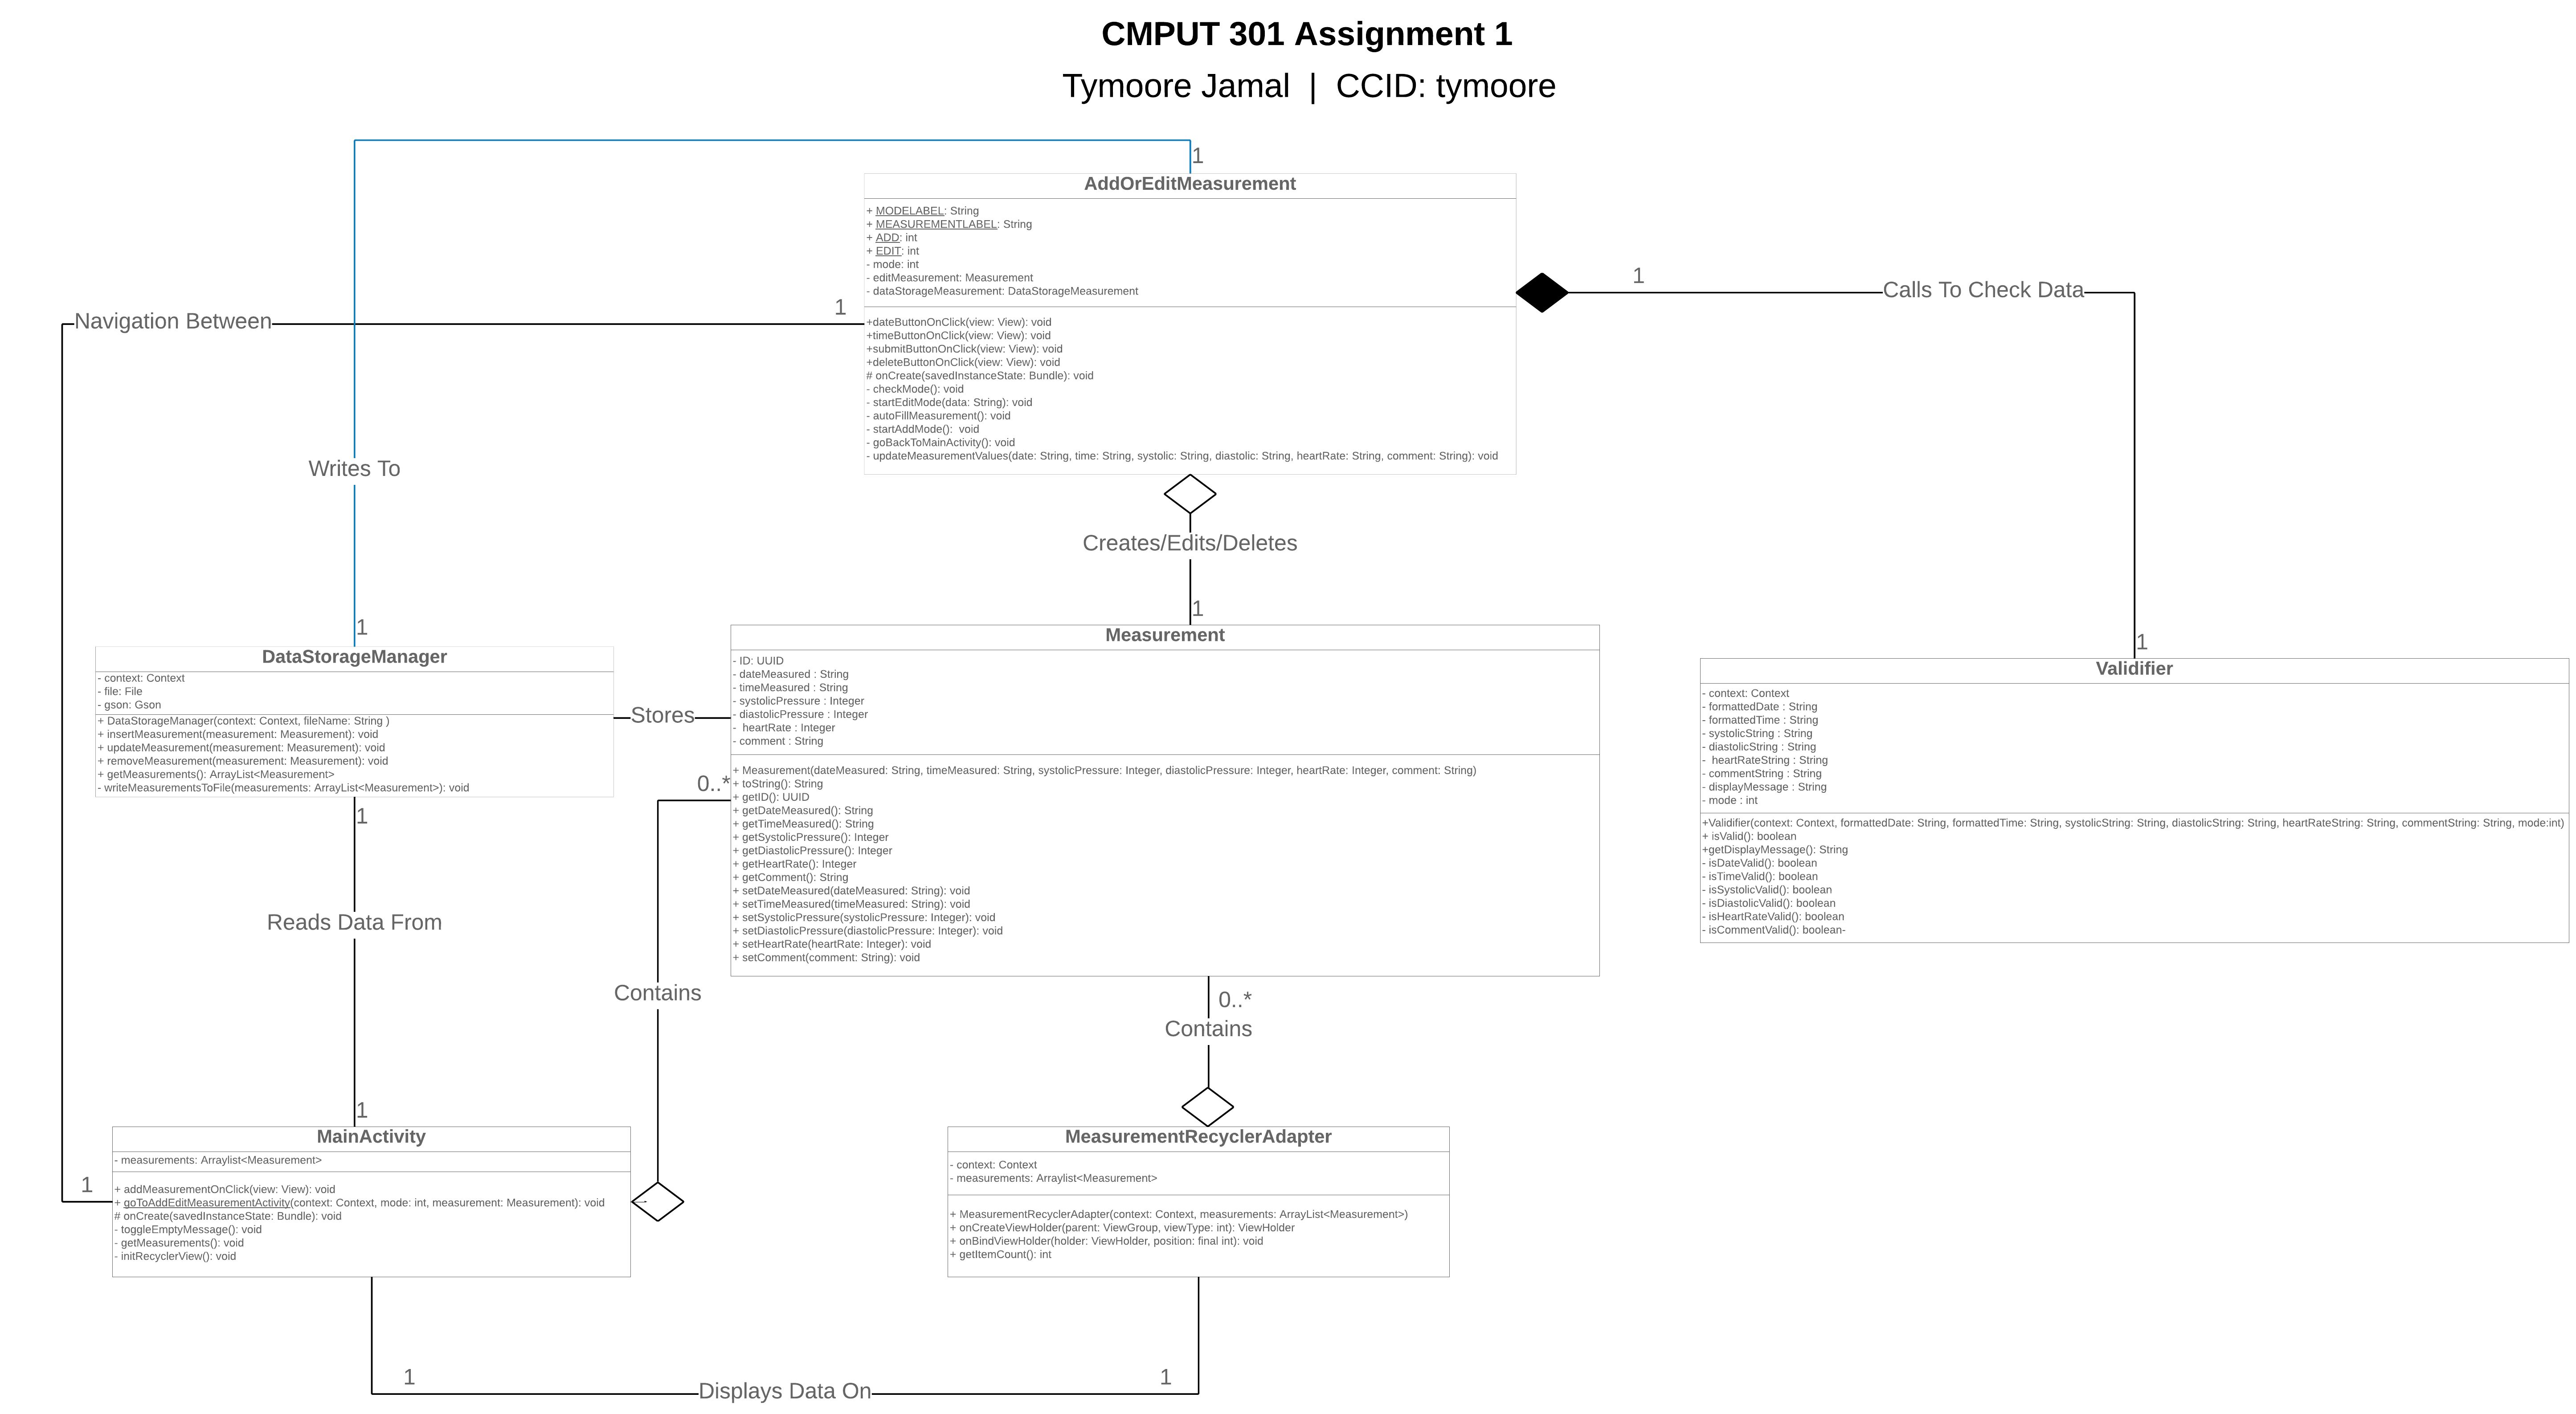 CMPUT 301 Assignment 1
Tymoore Jamal | CCID: tymoore
1
AddOrEditMeasurement
+ MODELABEL: String
+ MEASUREMENTLABEL: String
+ ADD: int
+ EDIT: int
- mode: int
- editMeasurement: Measurement
- dataStorageMeasurement: DataStorageMeasurement
+dateButtonOnClick(view: View): void
+timeButtonOnClick(view: View): void
+submitButtonOnClick(view: View): void
+deleteButtonOnClick(view: View): void
# onCreate(savedInstanceState: Bundle): void
- checkMode(): void
- startEditMode(data: String): void
- autoFillMeasurement(): void
- startAddMode():  void
- goBackToMainActivity(): void
- updateMeasurementValues(date: String, time: String, systolic: String, diastolic: String, heartRate: String, comment: String): void
1
Calls To Check Data
1
Navigation Between
1
Writes To
1
Creates/Edits/Deletes
1
DataStorageManager
- context: Context
- file: File
- gson: Gson
+ DataStorageManager(context: Context, fileName: String )
+ insertMeasurement(measurement: Measurement): void
+ updateMeasurement(measurement: Measurement): void
+ removeMeasurement(measurement: Measurement): void
+ getMeasurements(): ArrayList<Measurement>
- writeMeasurementsToFile(measurements: ArrayList<Measurement>): void
Stores
Measurement
- ID: UUID
- dateMeasured : String
- timeMeasured : String
- systolicPressure : Integer
- diastolicPressure : Integer
-  heartRate : Integer
- comment : String
+ Measurement(dateMeasured: String, timeMeasured: String, systolicPressure: Integer, diastolicPressure: Integer, heartRate: Integer, comment: String)
+ toString(): String
+ getID(): UUID
+ getDateMeasured(): String
+ getTimeMeasured(): String
+ getSystolicPressure(): Integer
+ getDiastolicPressure(): Integer
+ getHeartRate(): Integer
+ getComment(): String
+ setDateMeasured(dateMeasured: String): void
+ setTimeMeasured(timeMeasured: String): void
+ setSystolicPressure(systolicPressure: Integer): void
+ setDiastolicPressure(diastolicPressure: Integer): void
+ setHeartRate(heartRate: Integer): void
+ setComment(comment: String): void
Validifier
- context: Context
- formattedDate : String
- formattedTime : String
- systolicString : String
- diastolicString : String
-  heartRateString : String
- commentString : String
- displayMessage : String
- mode : int
+Validifier(context: Context, formattedDate: String, formattedTime: String, systolicString: String, diastolicString: String, heartRateString: String, commentString: String, mode:int)
+ isValid(): boolean
+getDisplayMessage(): String
- isDateValid(): boolean
- isTimeValid(): boolean
- isSystolicValid(): boolean
- isDiastolicValid(): boolean
- isHeartRateValid(): boolean
- isCommentValid(): boolean-
0..*
1
Reads Data From
1
Contains
0..*
Contains
1
MainActivity
- measurements: Arraylist<Measurement>
+ addMeasurementOnClick(view: View): void
+ goToAddEditMeasurementActivity(context: Context, mode: int, measurement: Measurement): void
# onCreate(savedInstanceState: Bundle): void
- toggleEmptyMessage(): void
- getMeasurements(): void
- initRecyclerView(): void
MeasurementRecyclerAdapter
- context: Context
- measurements: Arraylist<Measurement>
+ MeasurementRecyclerAdapter(context: Context, measurements: ArrayList<Measurement>)
+ onCreateViewHolder(parent: ViewGroup, viewType: int): ViewHolder
+ onBindViewHolder(holder: ViewHolder, position: final int): void
+ getItemCount(): int
1
Displays Data On
1